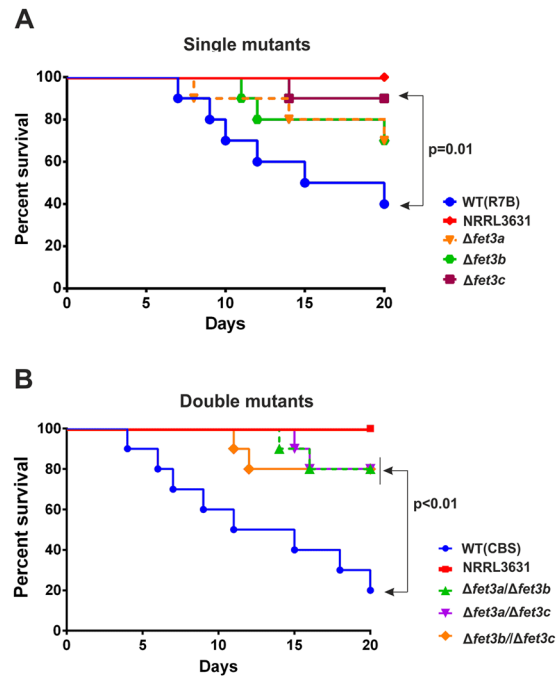 A
Single mutants
Percent survival
100
80
60
40
20
0
0 5 10 15 20
Days
p=0.01
WT(R7B)
NRRL3631
Δfet3a
Δfet3b
Δfet3c
B
Double mutants
Percent survival
100
80
60
40
20
0
0 5 10 15 20
Days
p<0.01
WT(CBS)
NRRL3631
Δfet3a/Δfet3b
Δfet3a/Δfet3c
Δfet3b//Δfet3c